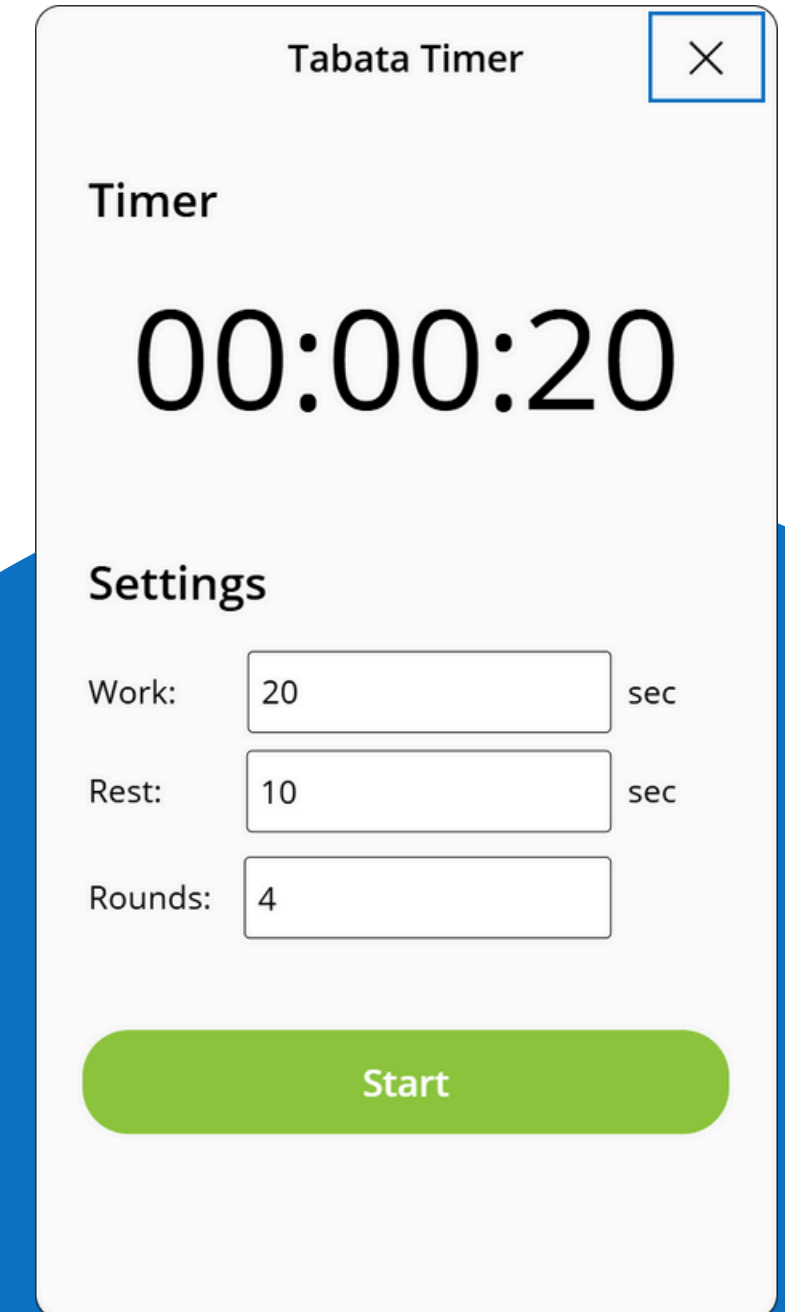 Tabata Timer
Timer
00:00:20
Settings
Work: 20 sec
Rest: 10 sec
Rounds: 4
Start